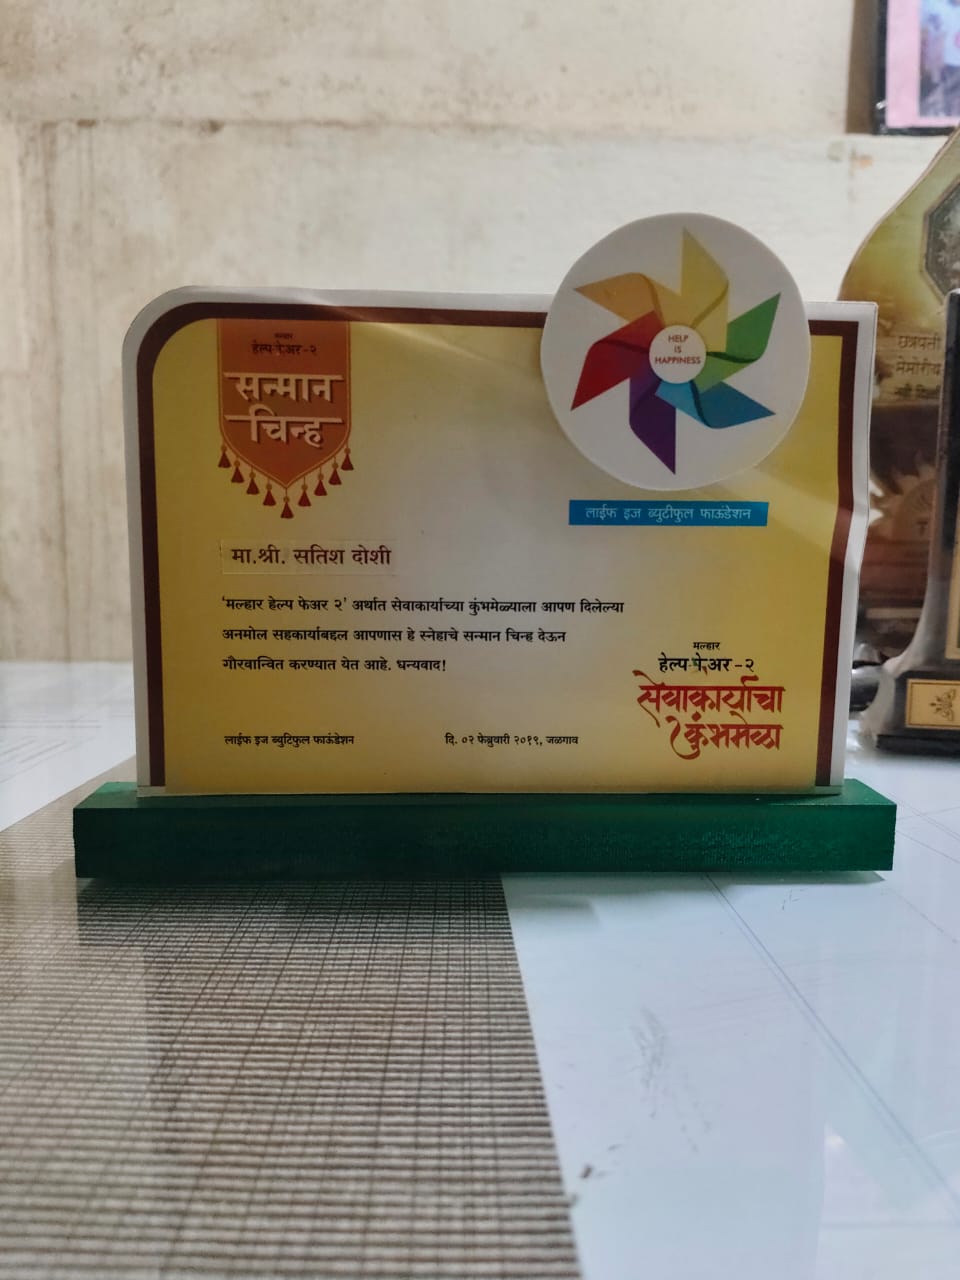 मल्हार
हेल्प-फेअर-२
सन्मान
चिन्ह
HELP
IS
HAPPINESS
लाईफ इज ब्युटीफुल फाऊंडेशन
मा.श्री. सतिश दोशी
‘मल्हार हेल्प फेअर २’ अर्थात सेवाकार्याच्या कुंभमेळ्याला आपण दिलेल्या
अनमोल सहकार्याबद्दल आपणास हे स्नेहाचे सन्मान चिन्ह देऊन
गौरवान्वित करण्यात येत आहे. धन्यवाद!
मल्हार
हेल्प-फेअर-२
सेवाकार्याचा
कुंभमेळा
लाईफ इज ब्युटिफुल फाऊंडेशन
दि. ०२ फेब्रुवारी २०१९, जळगाव
छत्रपती
मेमोरीय